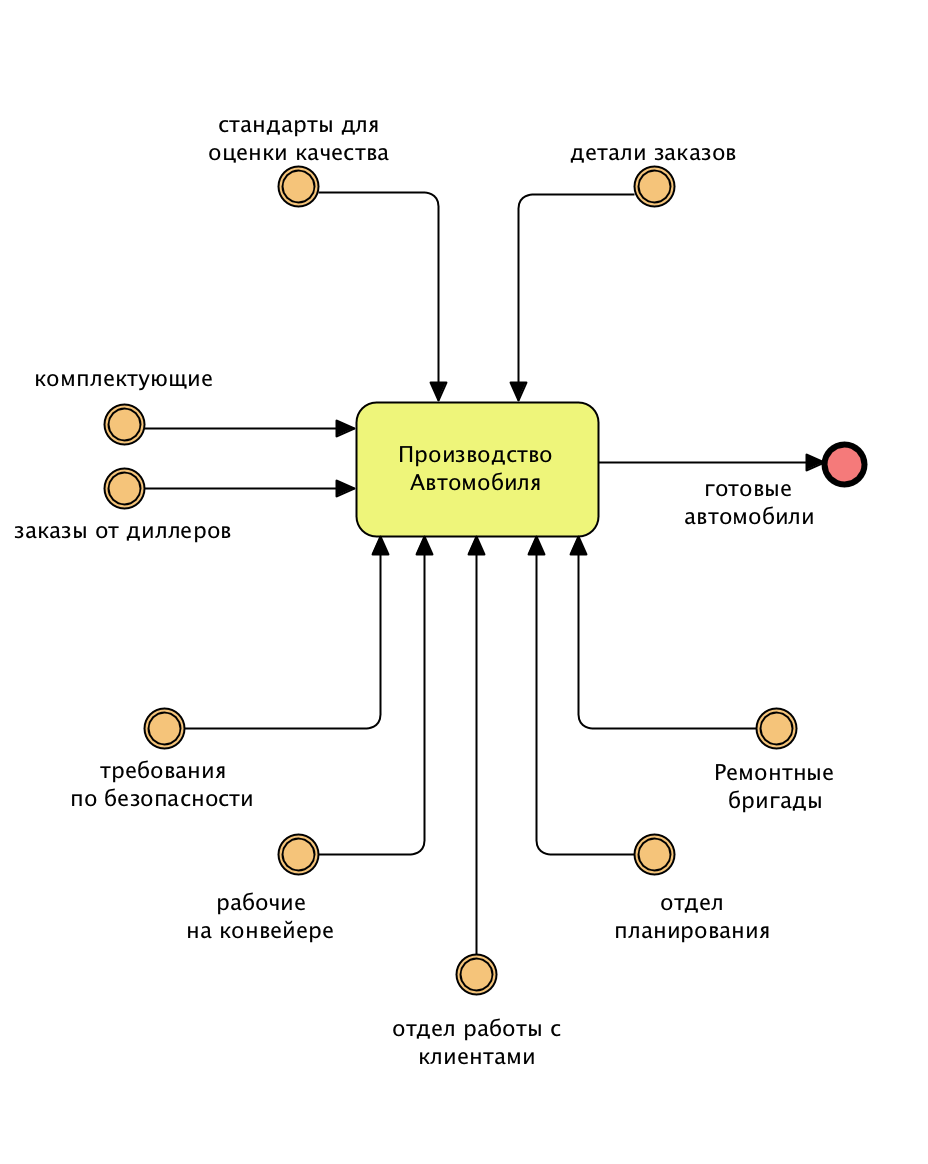 стандарты для
оценки качества
детали заказов
комплектующие
Производство
Автомобиля
готовые
автомобили
заказы от диллеров
требования
по безопасности
Ремонтные
бригады
рабочие
на конвейере
отдел
планирования
отдел работы с
клиентами